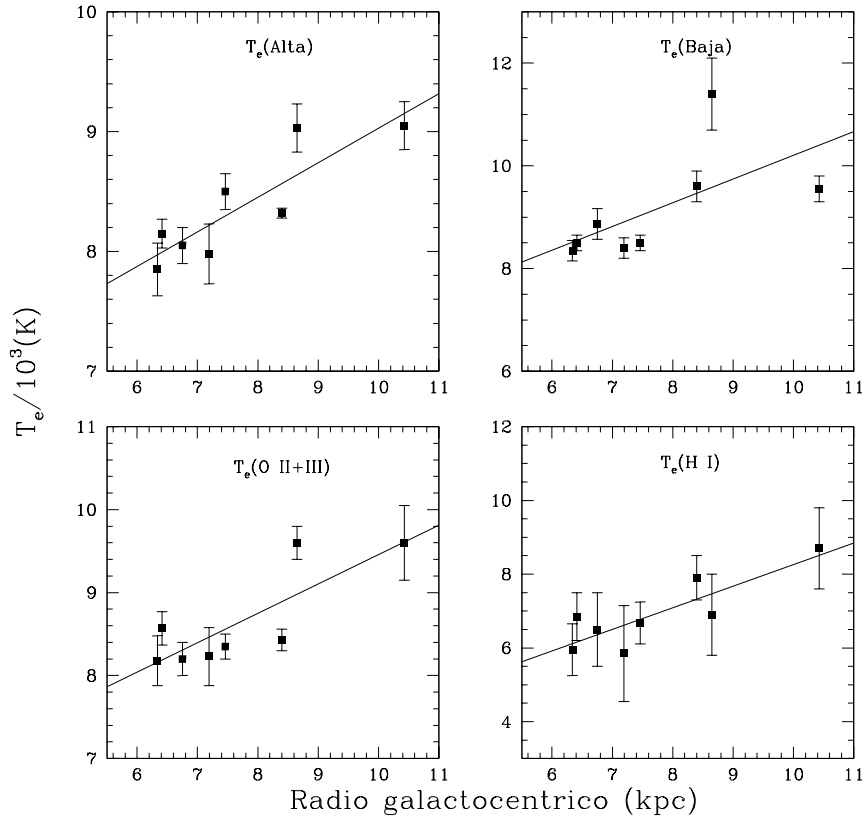 T_e(Alta)
10
9
8
7
6 7 8 9 10 11
T_e(Baja)
12
10
8
6
6 7 8 9 10 11
T_e/10^3(K)
T_e(O II+III)
11
10
9
8
7
6 7 8 9 10 11
T_e(H I)
12
10
8
6
4
6 7 8 9 10 11
Radio galactocentrico (kpc)